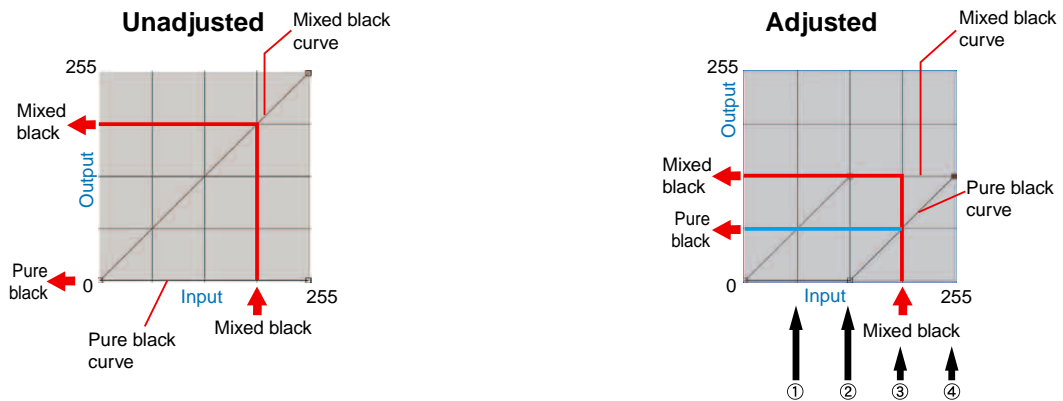 Unadjusted
Mixed black
curve
255
Mixed
black
Output
Pure
black
0
Input
255
Mixed black
Pure black
curve
Adjusted
Mixed black
curve
255
Output
Mixed
black
Pure black
curve
Pure
black
0
Input
255
Mixed black
① ② ③ ④